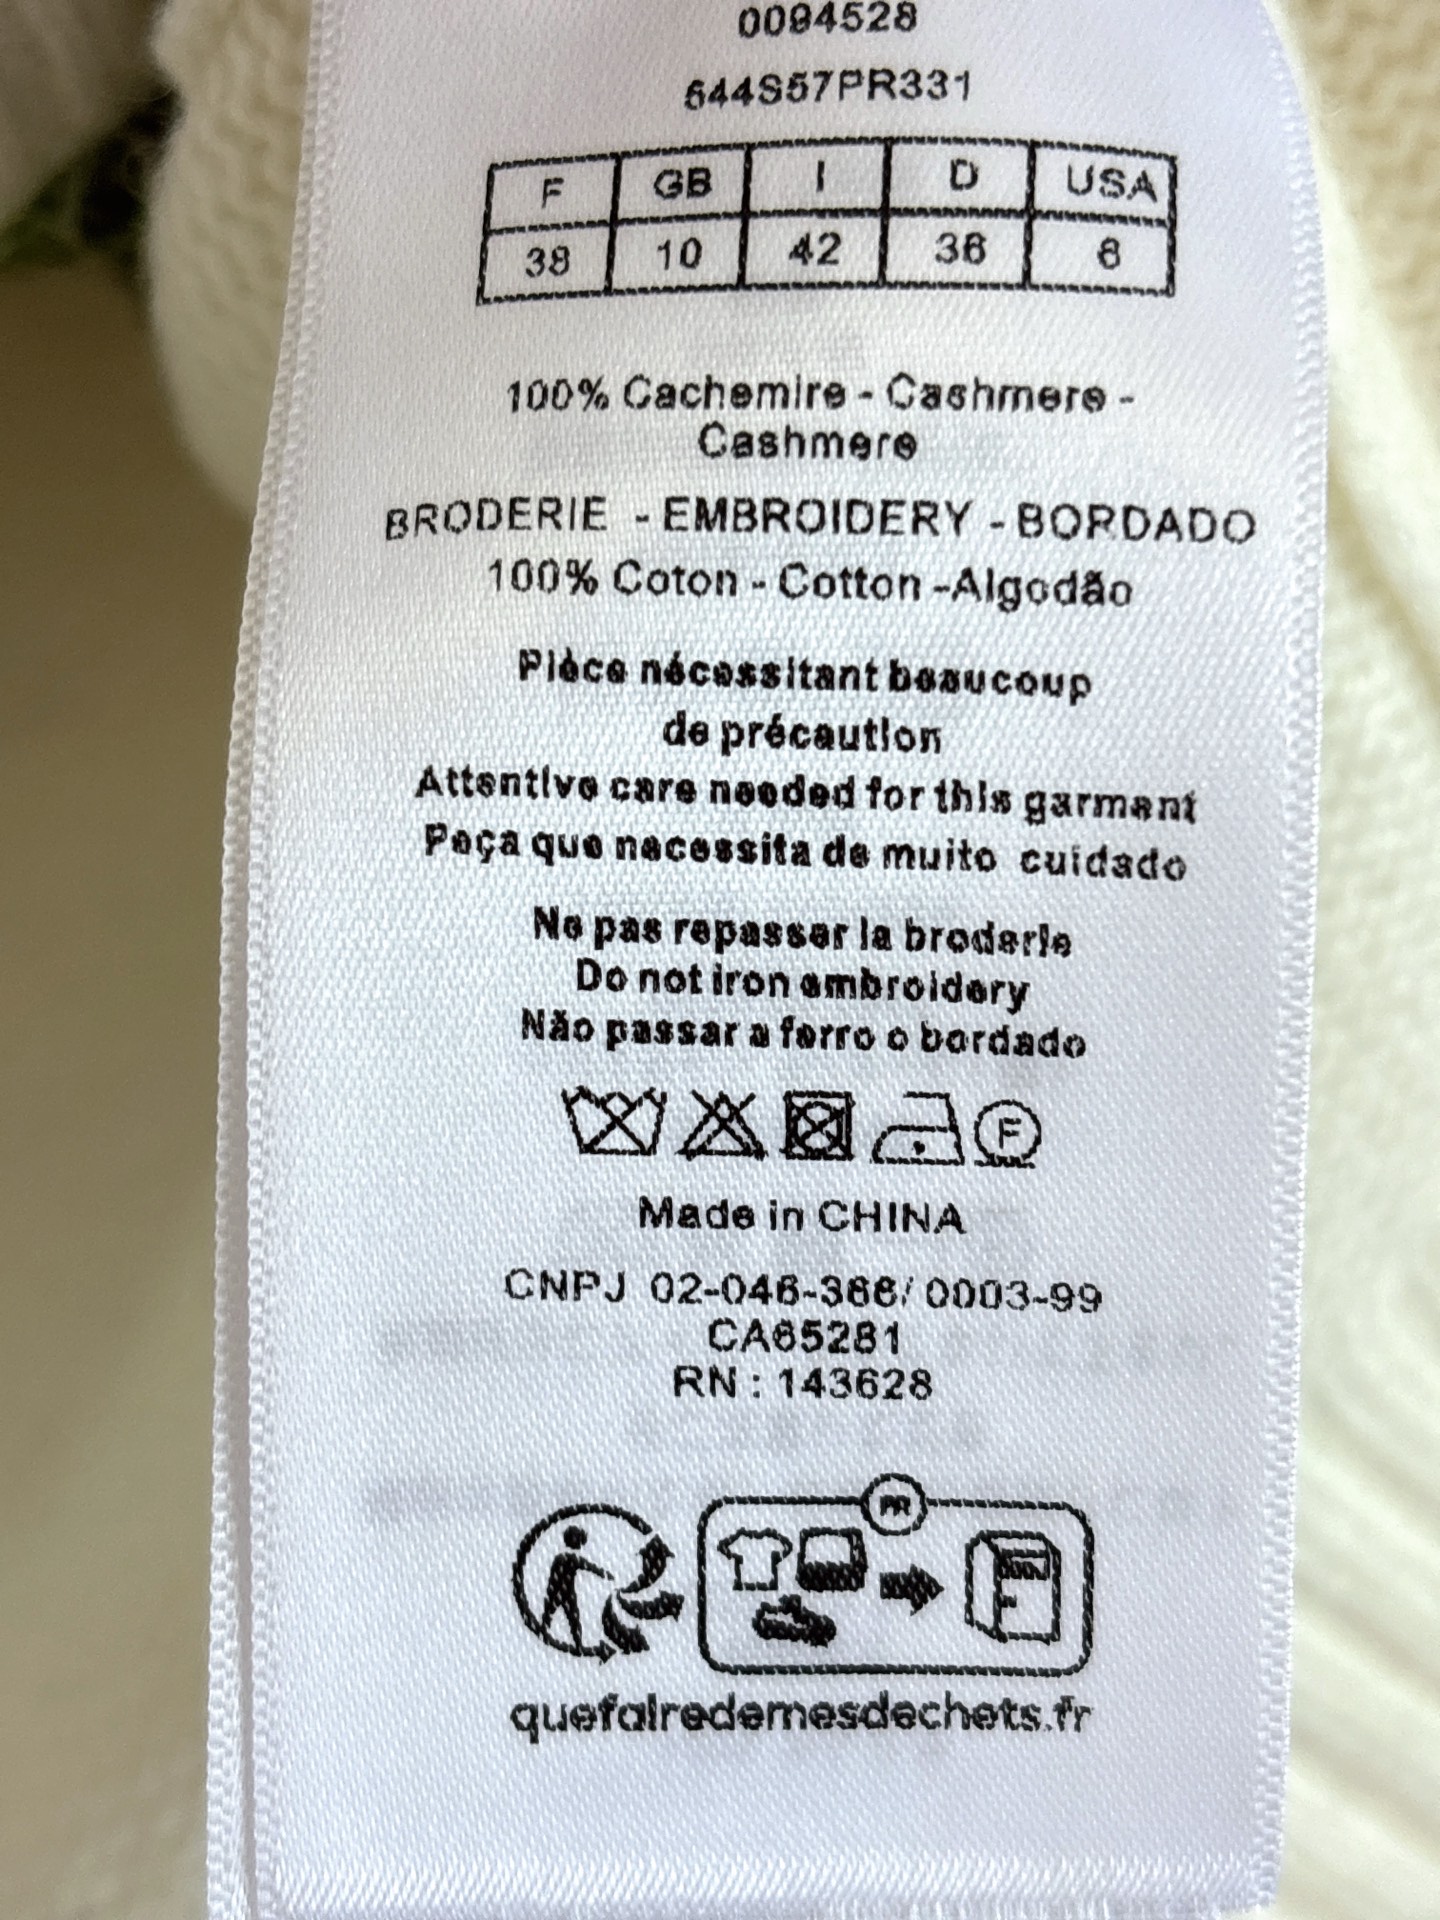 0094528
644S57PR331
F GB I D USA
38 10 42 36 6
100% Cachemire - Cashmere -
Cashmere
BRODERIE - EMBROIDERY - BORDADO
100% Coton - Cotton -Algodão
Pièce nécessitant beaucoup
de précaution
Attentive care needed for this garment
Peça que necessita de muito cuidado
Ne pas repasser la broderie
Do not iron embroidery
Não passar a ferro o bordado
F
Made in CHINA
CNPJ 02-046-366/ 0003-99
CA65281
RN : 143628
FR
quefairedemesdechets.fr